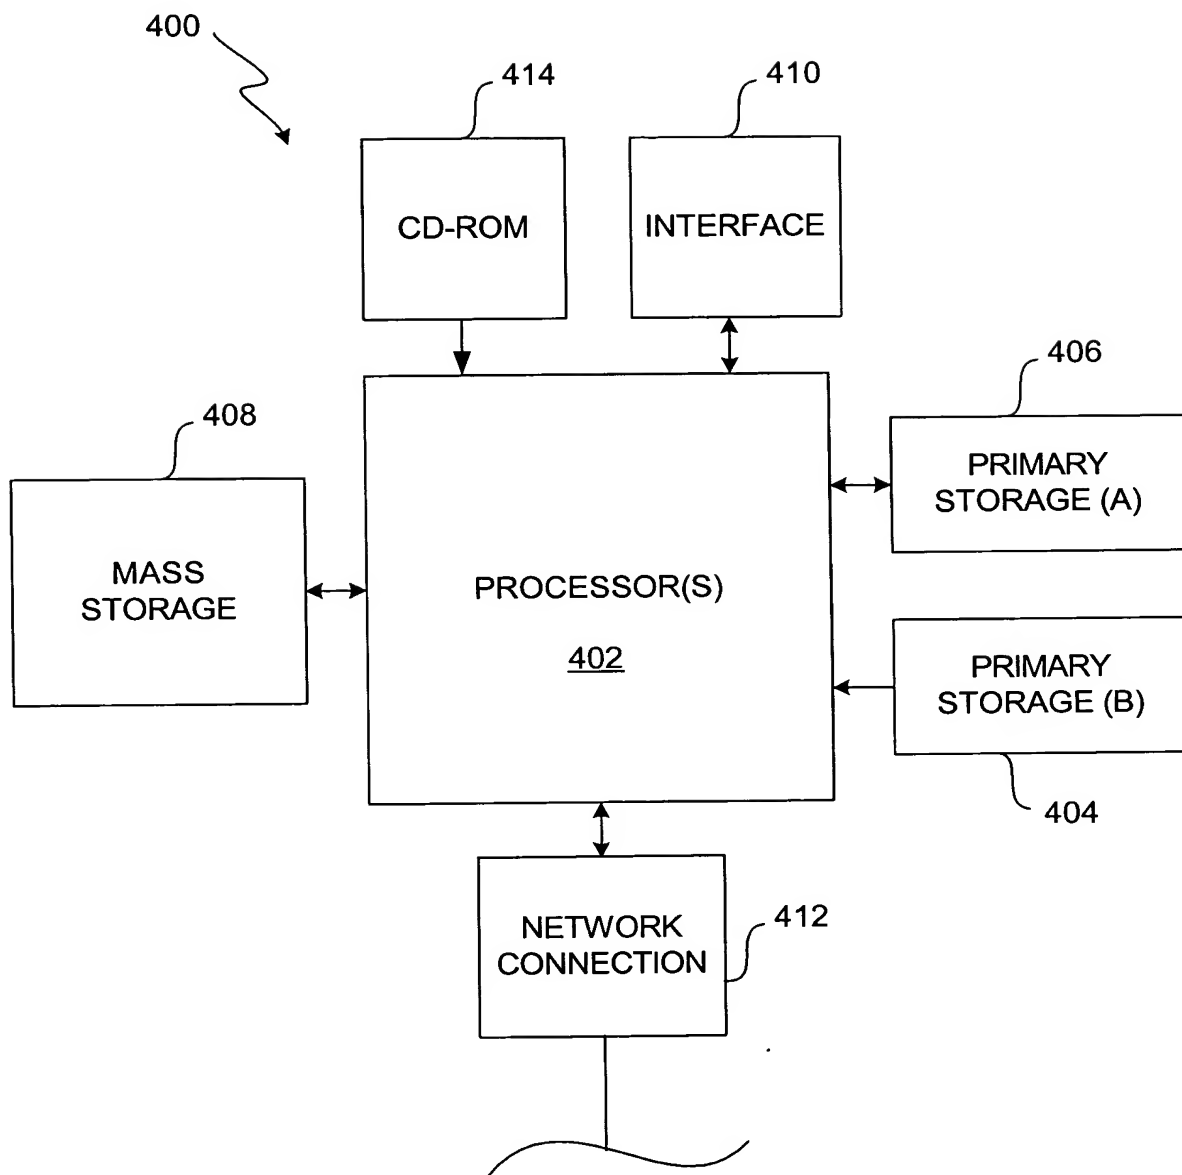 400
414
410
CD-ROM
INTERFACE
406
408
PRIMARY
STORAGE (A)
MASS
STORAGE
PROCESSOR(S)
402
PRIMARY
STORAGE (B)
404
NETWORK
CONNECTION
412